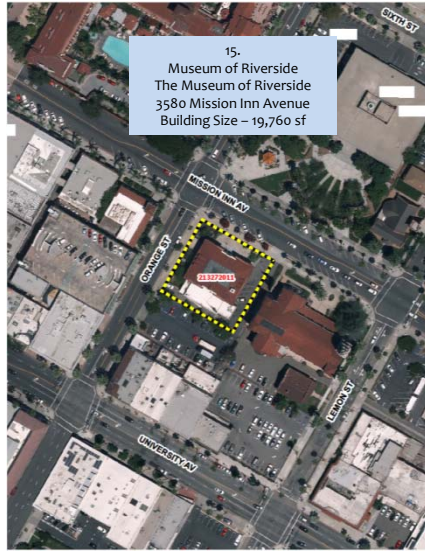 SIXTH ST
15.
Museum of Riverside
The Museum of Riverside
3580 Mission Inn Avenue
Building Size – 19,760 sf
MISSION INN AV
ORANGE ST
213272011
LEMON ST
UNIVERSITY AV